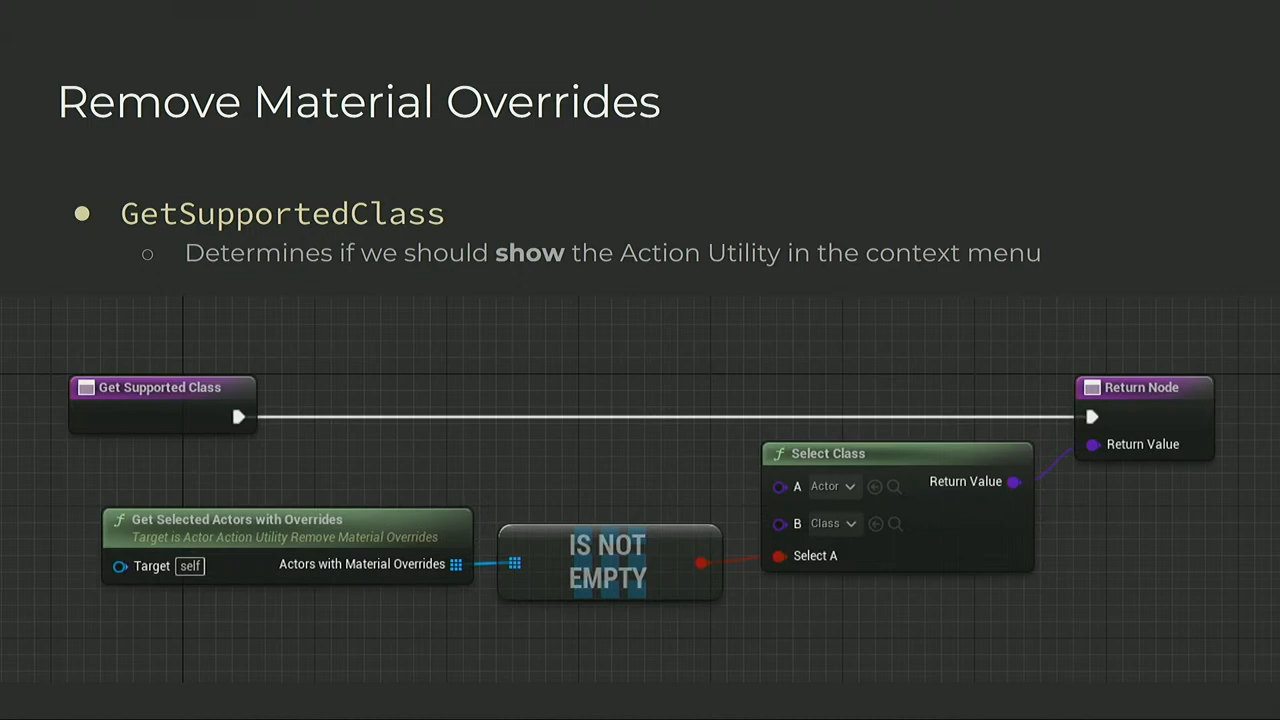 Remove Material Overrides
● GetSupportedClass
○ Determines if we should show the Action Utility in the context menu
Get Supported Class
Return Node
Return Value
Select Class
A Actor
Return Value
B Class
Select A
Get Selected Actors with Overrides
Target is Actor Action Utility Remove Material Overrides
Target self
Actors with Material Overrides
IS NOT
EMPTY